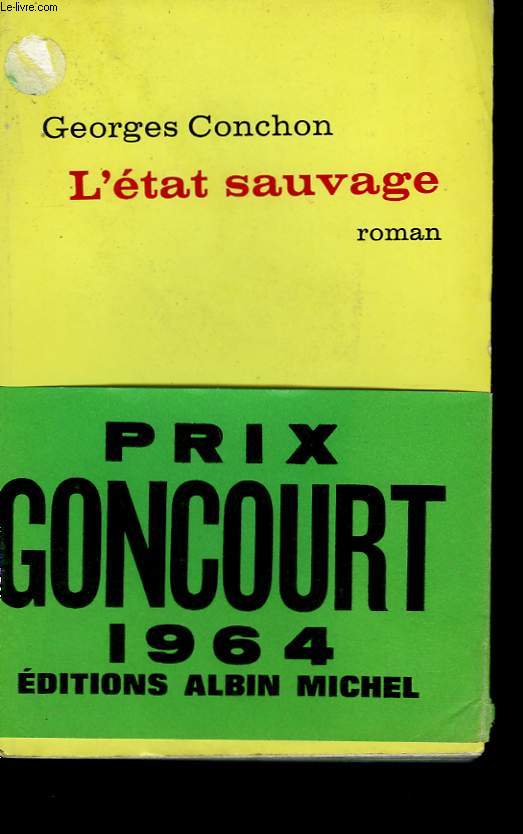 Le-livre.com
Georges Conchon
L'état sauvage
roman
PRIX
GONCOURT
1964
ÉDITIONS ALBIN MICHEL